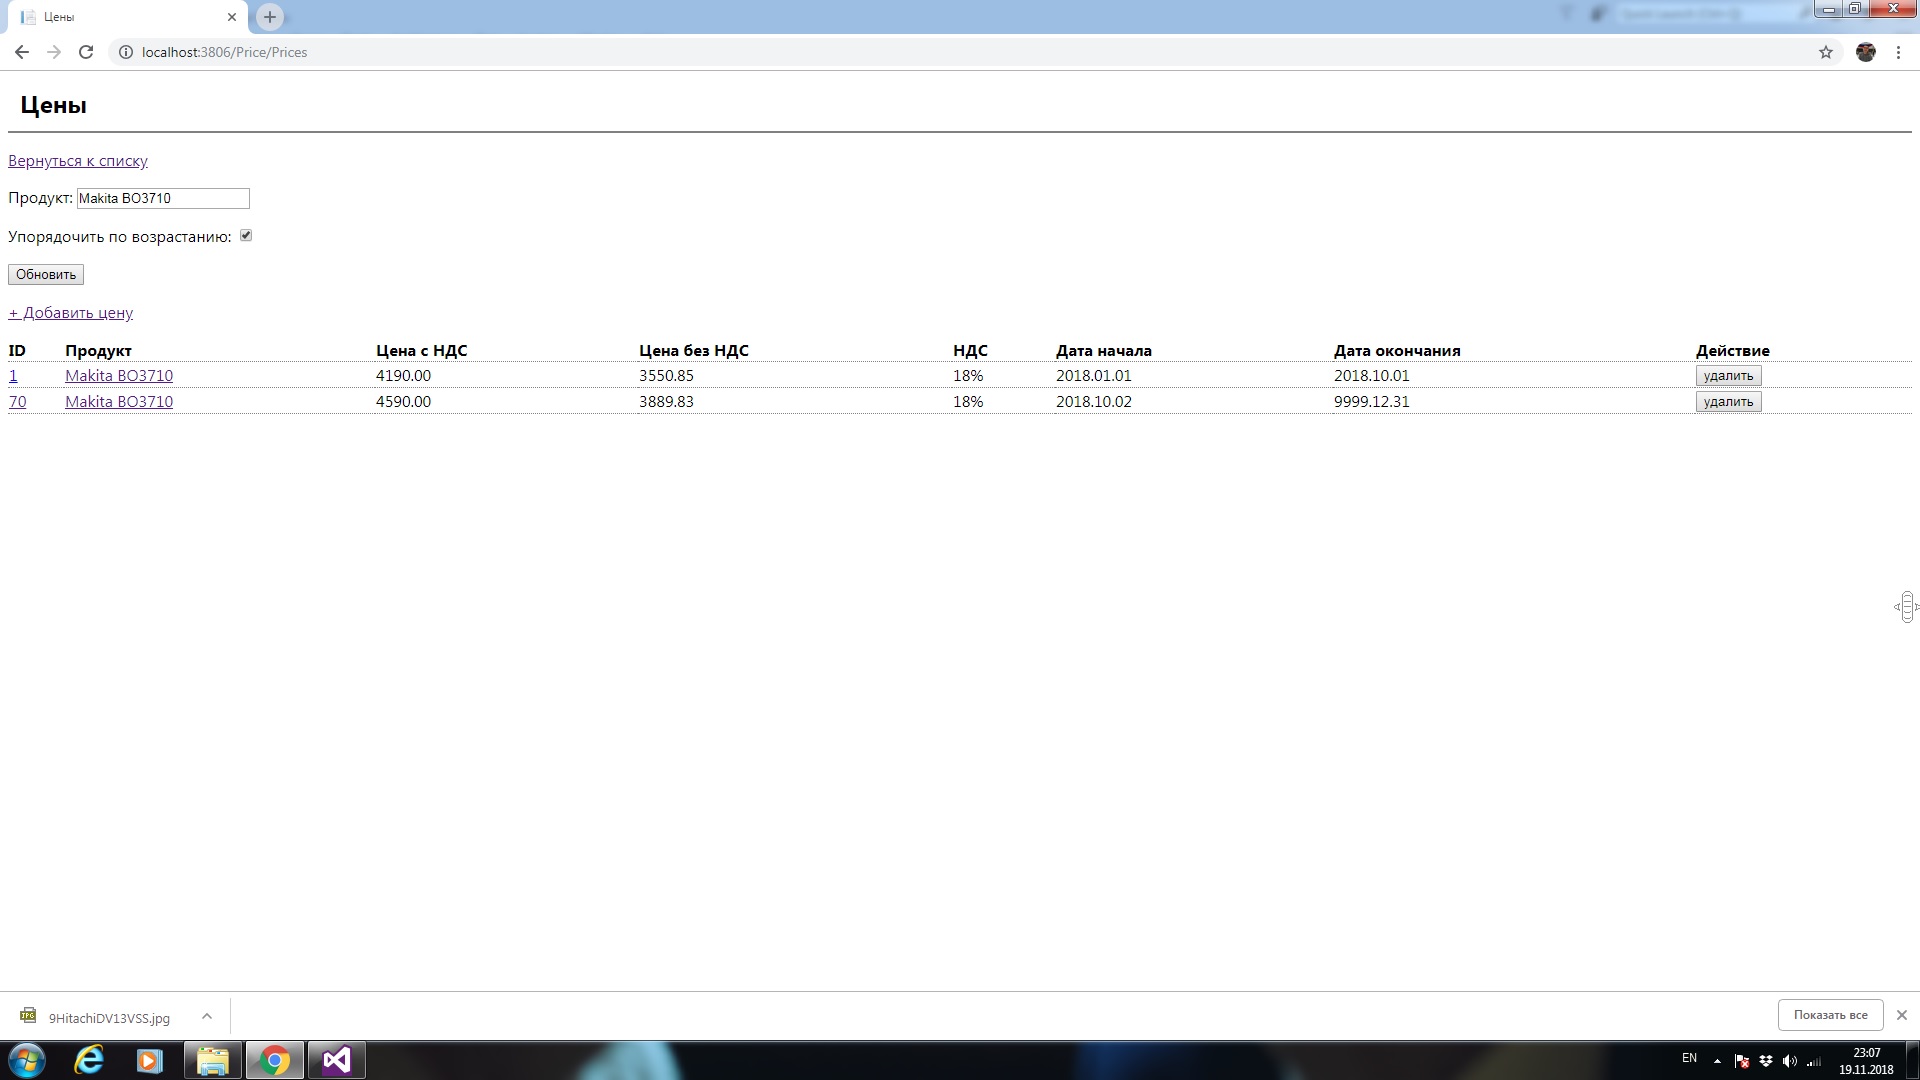 Цены
localhost:3806/Price/Prices
Цены
Вернуться к списку
Продукт: Makita BO3710
Упорядочить по возрастанию:
Обновить
+ Добавить цену
ID Продукт Цена с НДС Цена без НДС НДС Дата начала Дата окончания Действие
1 Makita BO3710 4190.00 3550.85 18% 2018.01.01 2018.10.01 удалить
70 Makita BO3710 4590.00 3889.83 18% 2018.10.02 9999.12.31 удалить
9HitachiDV13VSS.jpg Показать все
EN 23:07
19.11.2018